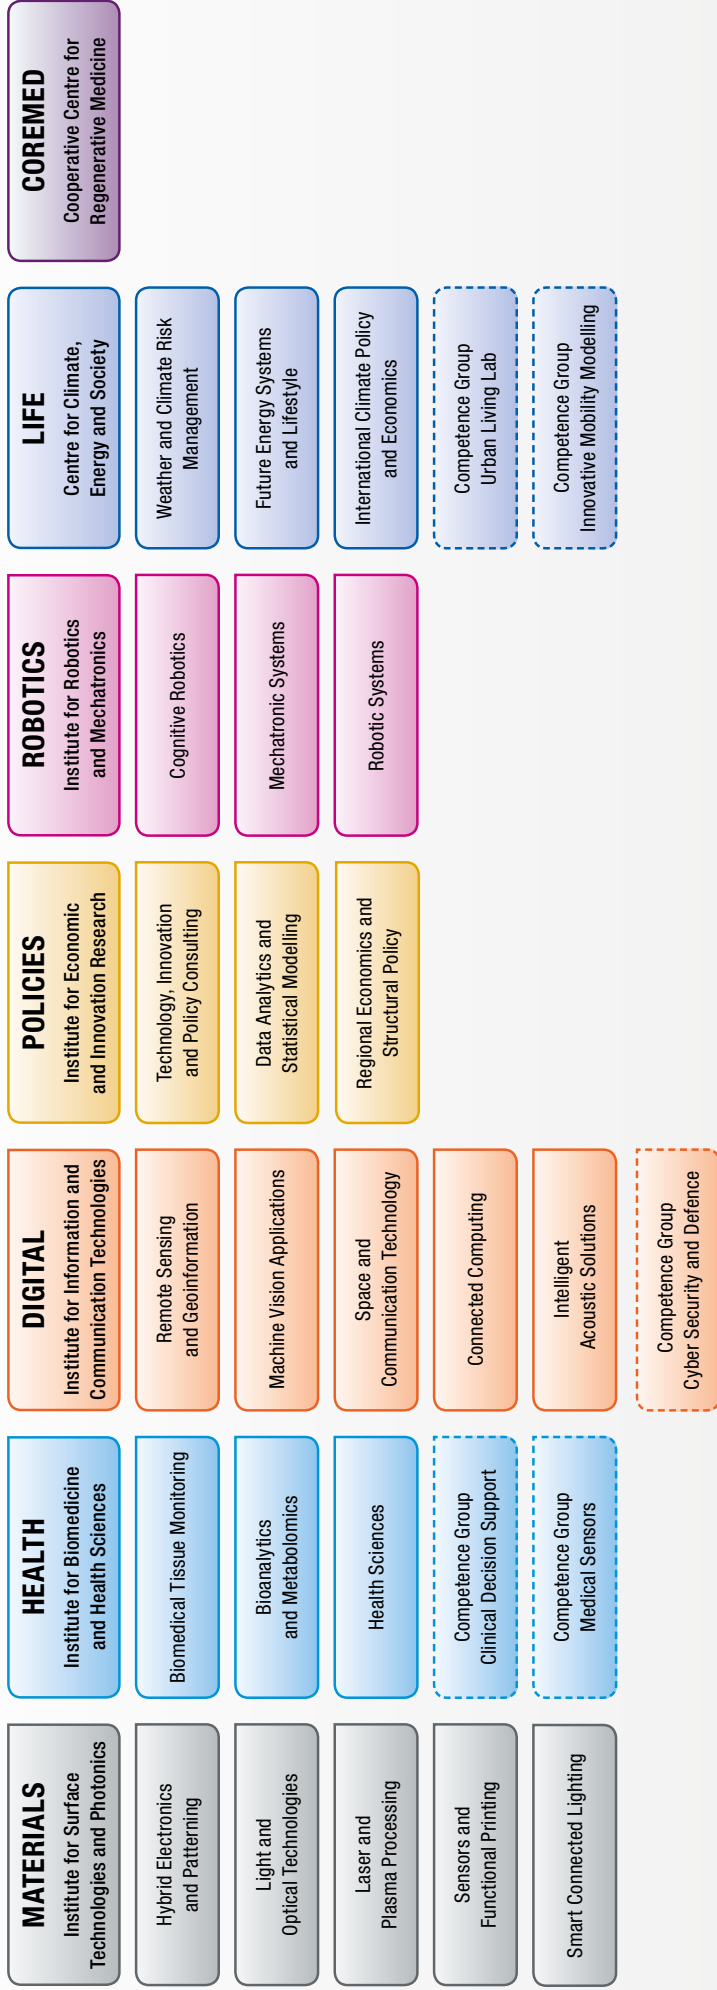 MATERIALS
Institute for Surface
Technologies and Photonics
Hybrid Electronics
and Patterning
Light and
Optical Technologies
Laser and
Plasma Processing
Sensors and
Functional Printing
Smart Connected Lighting
HEALTH
Institute for Biomedicine
and Health Sciences
Biomedical Tissue Monitoring
Bioanalytics
and Metabolomics
Health Sciences
Competence Group
Clinical Decision Support
Competence Group
Medical Sensors
DIGITAL
Institute for Information and
Communication Technologies
Remote Sensing
and Geoinformation
Machine Vision Applications
Space and
Communication Technology
Connected Computing
Intelligent
Acoustic Solutions
Competence Group
Cyber Security and Defence
POLICIES
Institute for Economic
and Innovation Research
Technology, Innovation
and Policy Consulting
Data Analytics and
Statistical Modelling
Regional Economics and
Structural Policy
ROBOTICS
Institute for Robotics
and Mechatronics
Cognitive Robotics
Mechatronic Systems
Robotic Systems
LIFE
Centre for Climate,
Energy and Society
Weather and Climate Risk
Management
Future Energy Systems
and Lifestyle
International Climate Policy
and Economics
Competence Group
Urban Living Lab
Competence Group
Innovative Mobility Modelling
COREMED
Cooperative Centre for
Regenerative Medicine